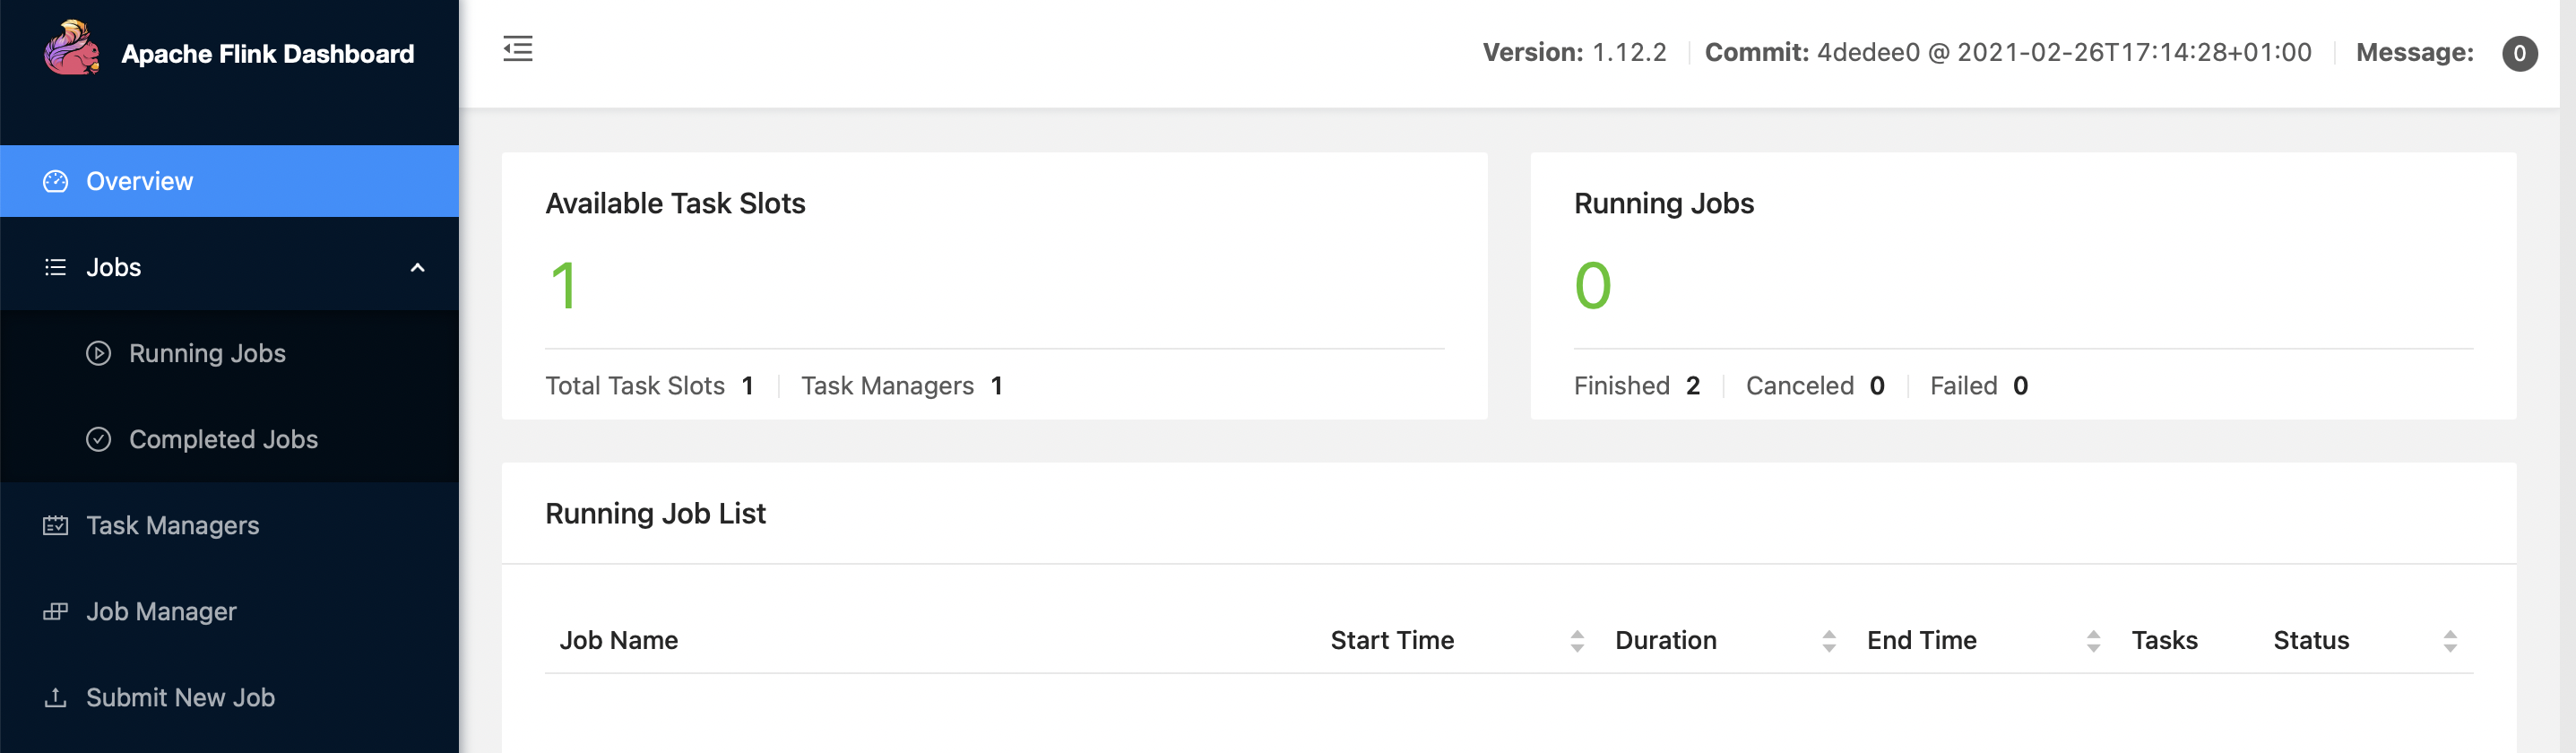 Apache Flink Dashboard
Version: 1.12.2 Commit: 4dedee0 @ 2021-02-26T17:14:28+01:00 Message: 0
Overview
Jobs
Running Jobs
Completed Jobs
Task Managers
Job Manager
Submit New Job
Available Task Slots
1
Total Task Slots 1 Task Managers 1
Running Jobs
0
Finished 2 Canceled 0 Failed 0
Running Job List
Job Name Start Time Duration End Time Tasks Status